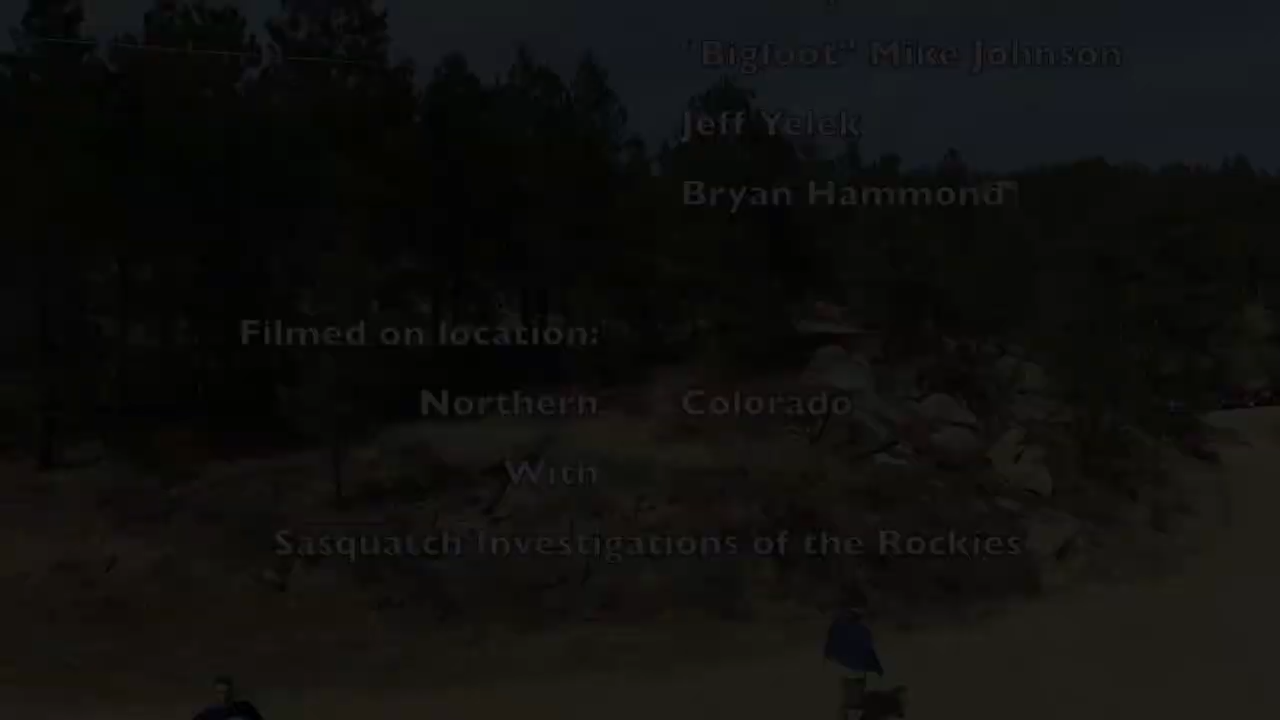 "Bigfoot" Mike Johnson
Jeff Yelek
Bryan Hammond
Filmed on location:
Northern Colorado
With
Sasquatch Investigations of the Rockies